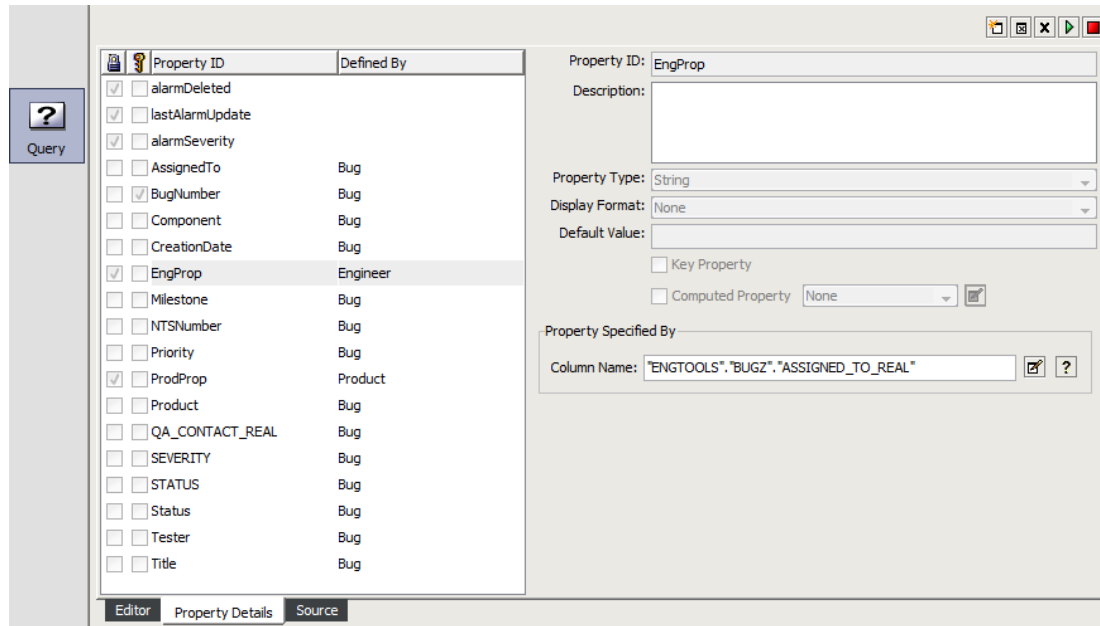 Query
Property ID Defined By
alarmDeleted
lastAlarmUpdate
alarmSeverity
AssignedTo Bug
BugNumber Bug
Component Bug
CreationDate Bug
EngProp Engineer
Milestone Bug
NTSNumber Bug
Priority Bug
ProdProp Product
Product Bug
QA_CONTACT_REAL Bug
SEVERITY Bug
STATUS Bug
Status Bug
Tester Bug
Title Bug
Property ID: EngProp
Description:
Property Type: String
Display Format: None
Default Value:
Key Property
Computed Property None
Property Specified By
Column Name: "ENGTOOLS"."BUGZ"."ASSIGNED_TO_REAL" ?
Editor Property Details Source